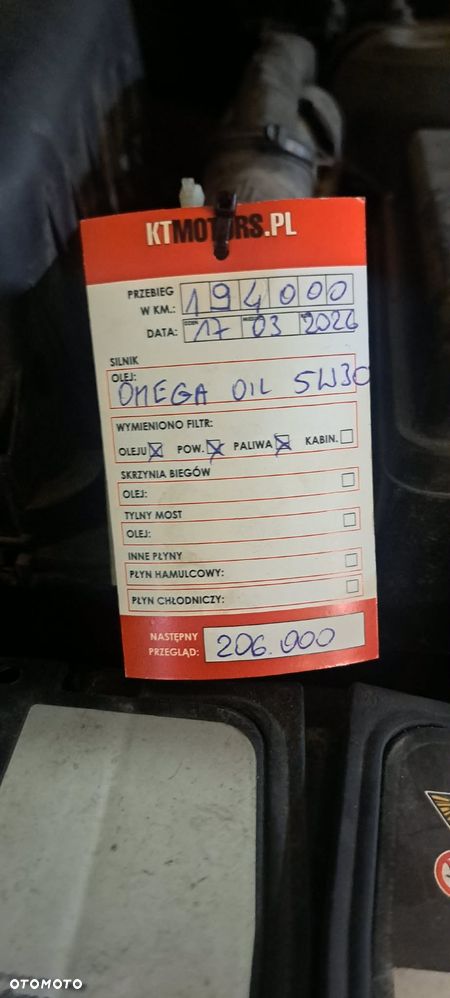 KTMOTORS.PL
PRZEBIEG
W KM.: 194000
DATA: 17 03 2026
SILNIK
OLEJ:
OMEGA OIL 5W30
WYMIENIONO FILTR:
OLEJU POW. PALIWA KABIN.
SKRZYNIA BIEGÓW
OLEJ:
TYLNY MOST
OLEJ:
INNE PŁYNY
PŁYN HAMULCOWY:
PŁYN CHŁODNICZY:
NASTĘPNY
PRZEGLĄD: 206.000
OTOMOTO